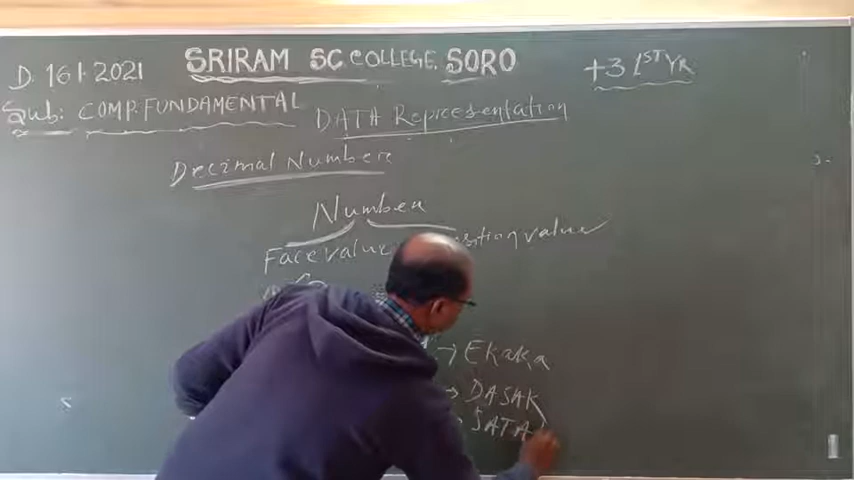 SRIRAM SC COLLEGE. SORO
D. 16.1.2021
+3 1ST YR
Sub: COMP. FUNDAMENTAL
DATA Representation
Decimal Number
Number
Face value position value
→ Ekaka
→ DASAK
SATA